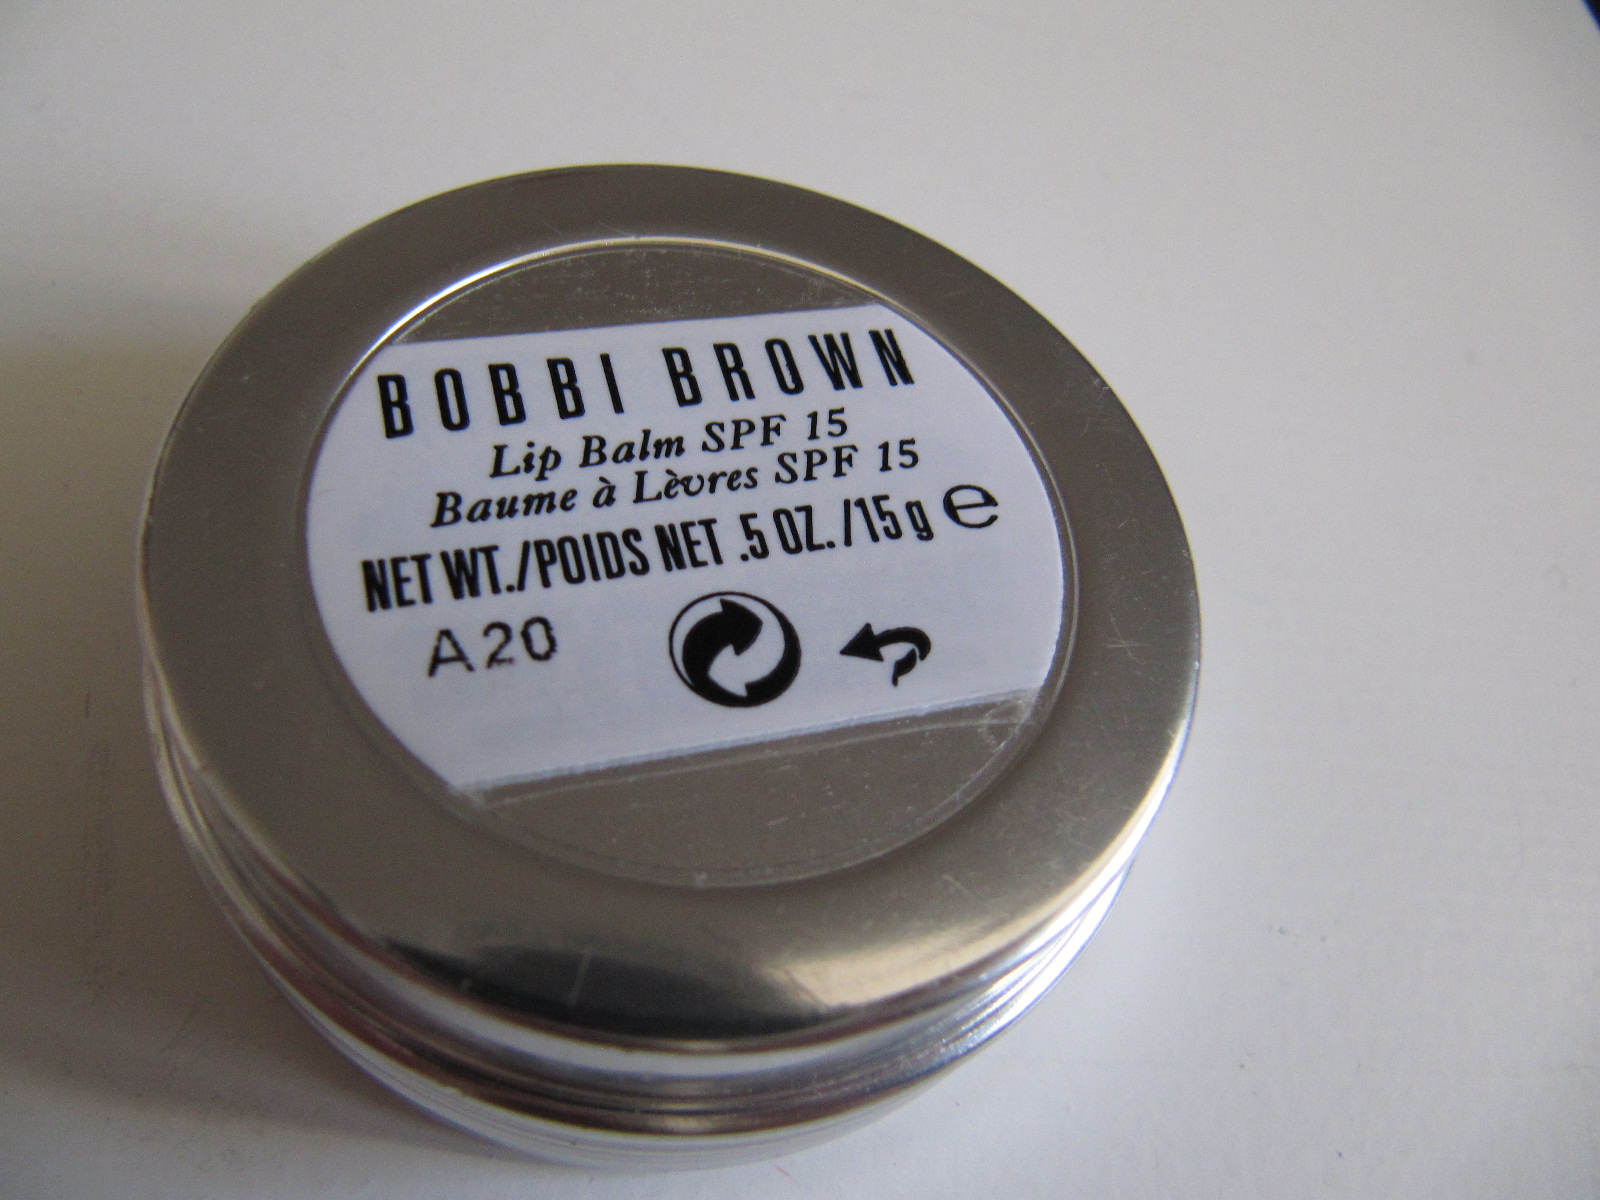 BOBBI BROWN
Lip Balm SPF 15
Baume à Lèvres SPF 15
NET WT./POIDS NET .5 OZ./15 g e
A20